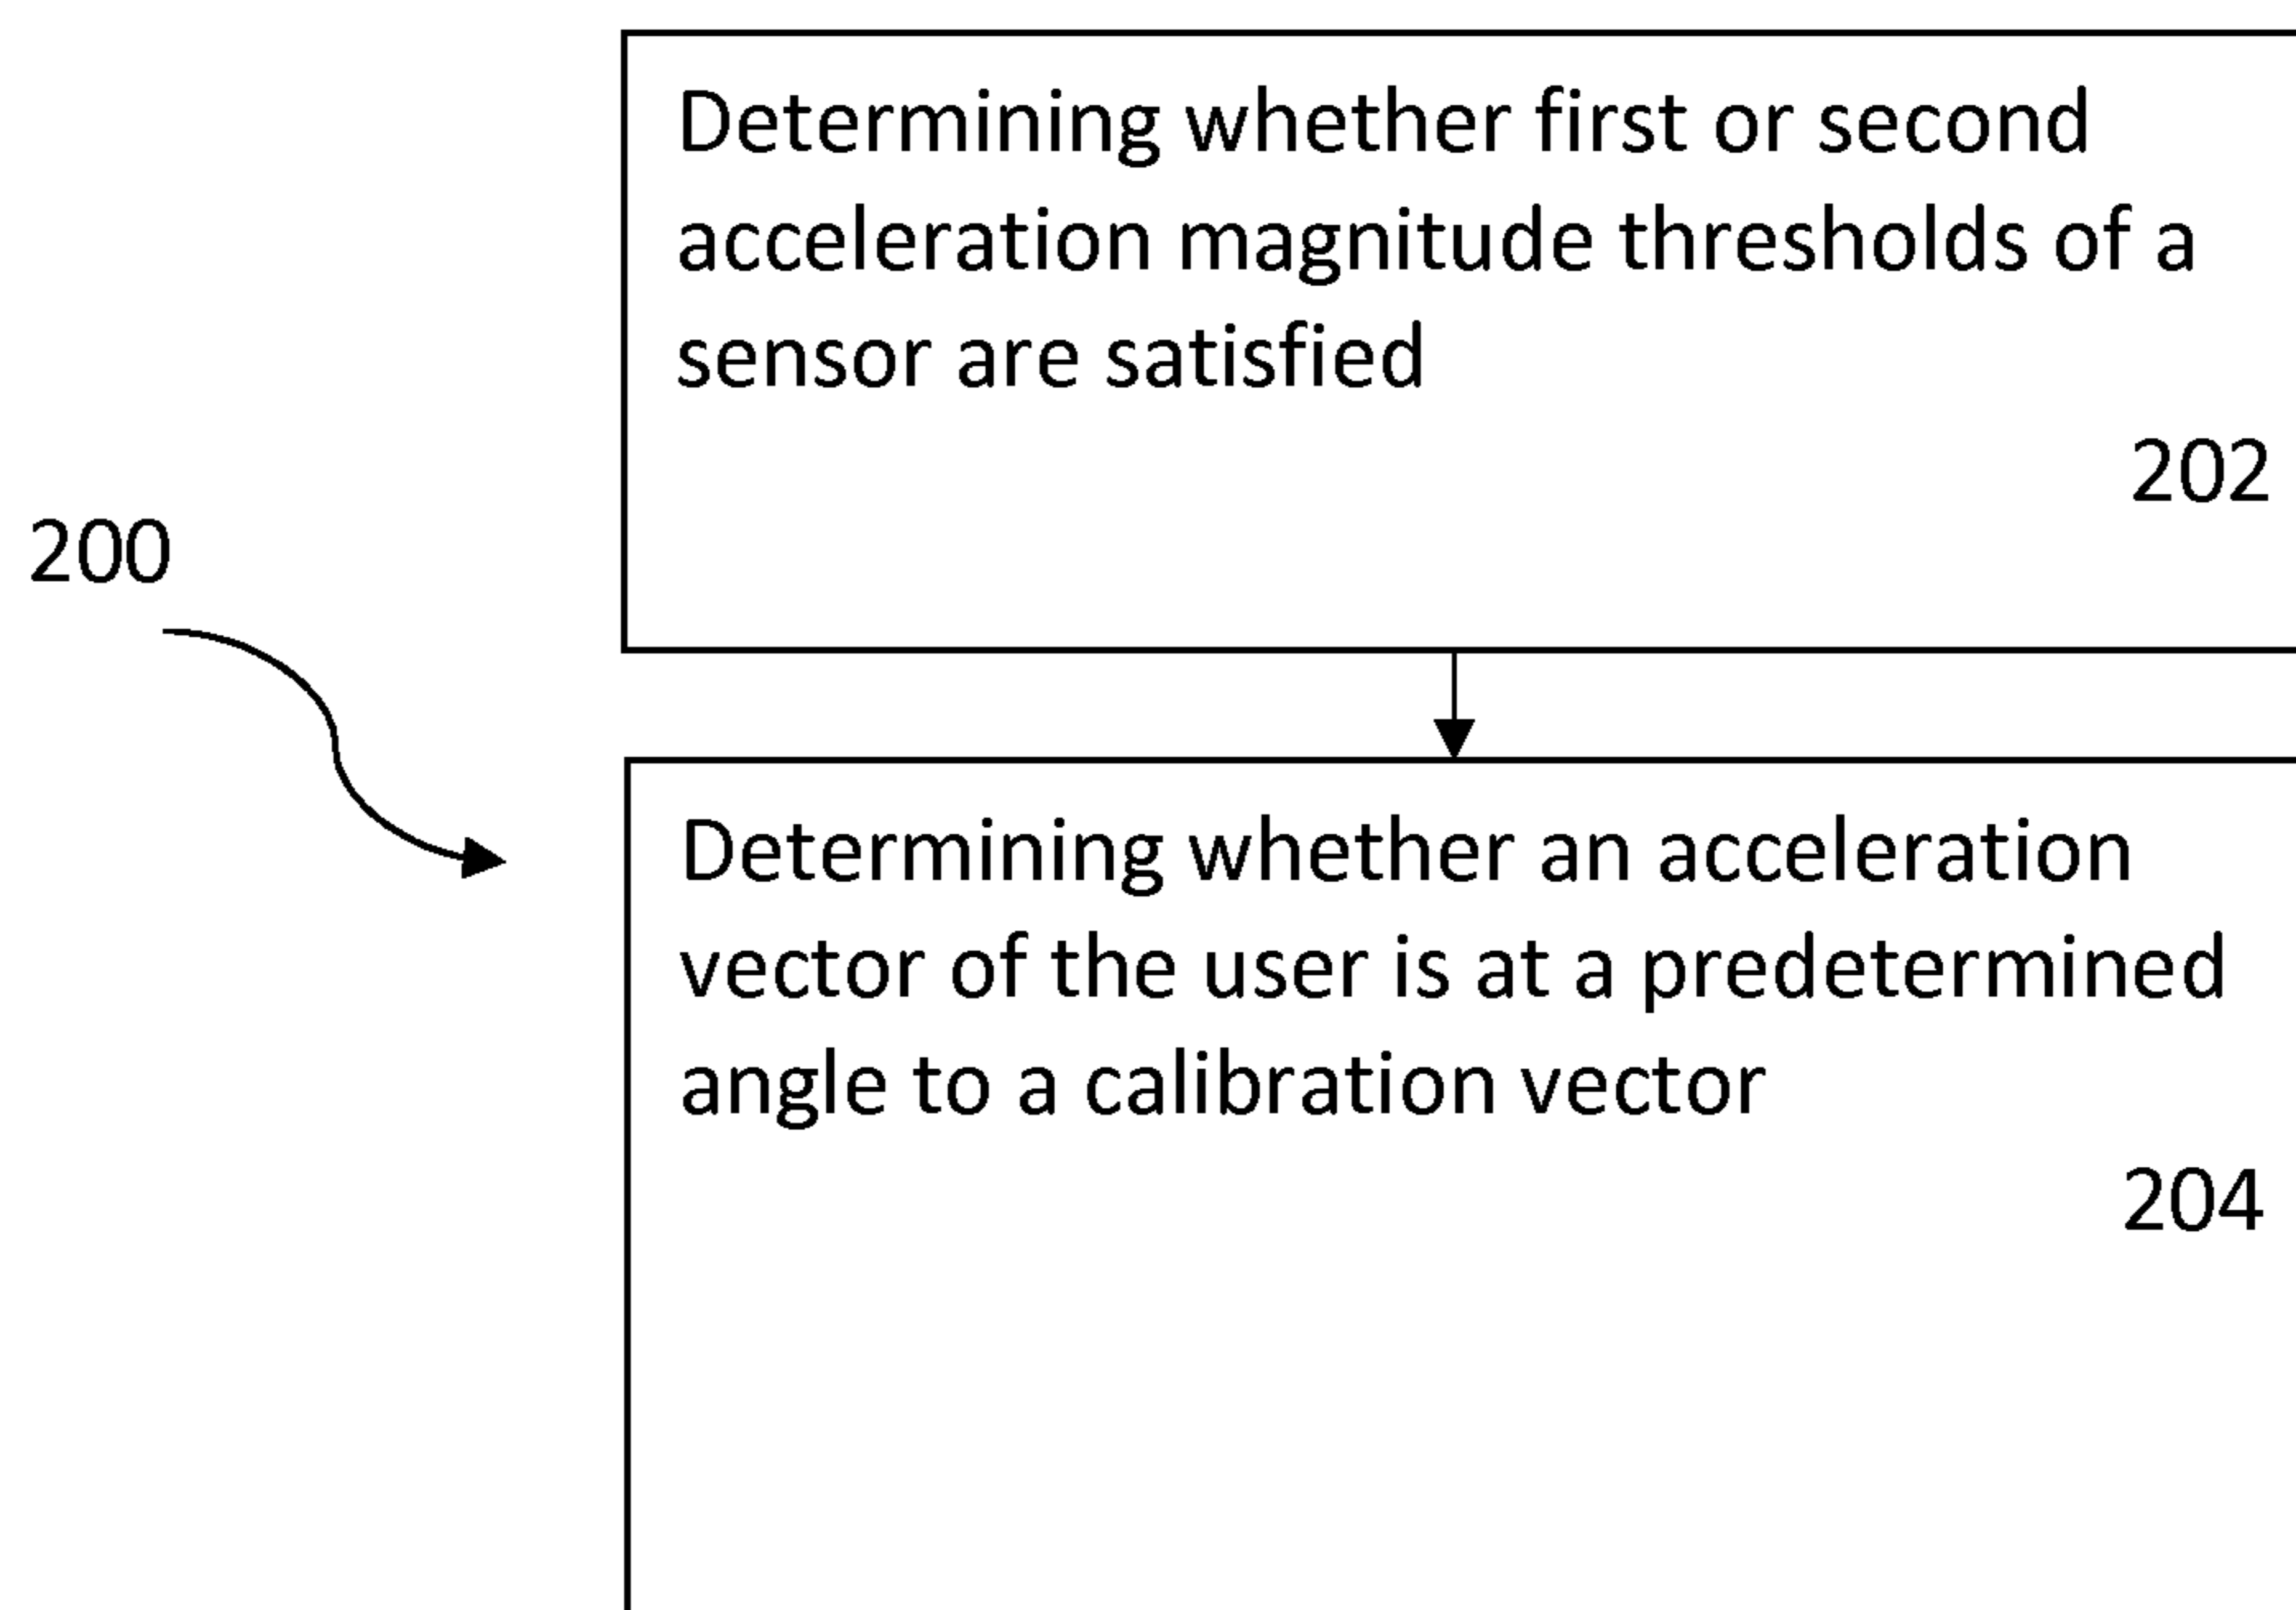 Determining whether first or second
acceleration magnitude thresholds of a
sensor are satisfied
202
200
Determining whether an acceleration
vector of the user is at a predetermined
angle to a calibration vector
204